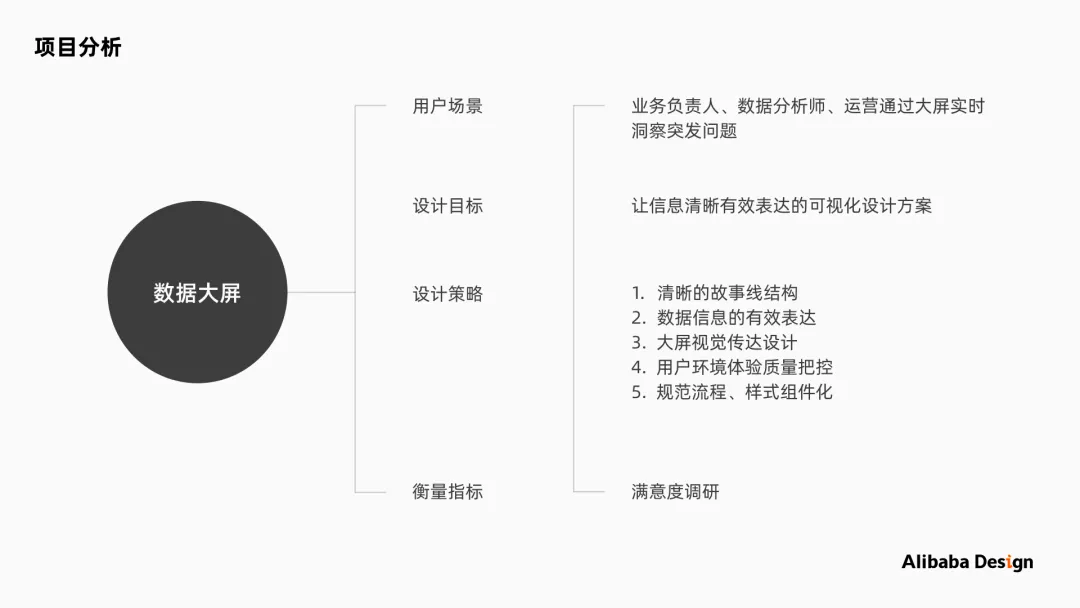 项目分析
数据大屏
用户场景
业务负责人、数据分析师、运营通过大屏实时
洞察突发问题
设计目标
让信息清晰有效表达的可视化设计方案
设计策略
1. 清晰的故事线结构
2. 数据信息的有效表达
3. 大屏视觉传达设计
4. 用户环境体验质量把控
5. 规范流程、样式组件化
衡量指标
满意度调研
Alibaba Design